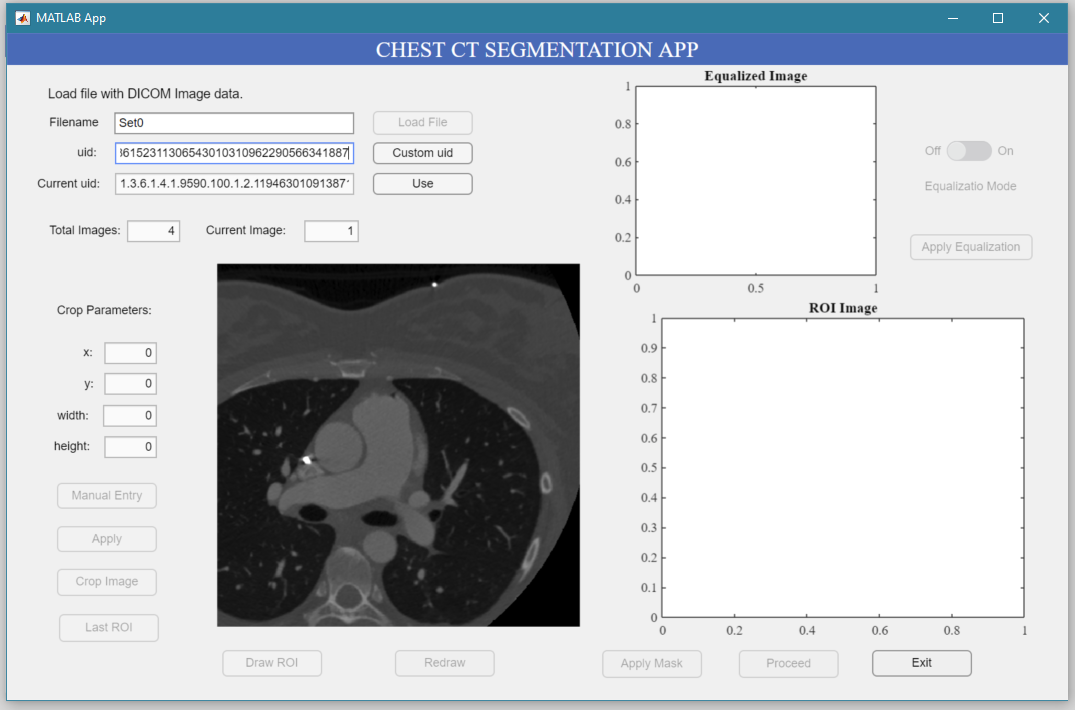 MATLAB App
CHEST CT SEGMENTATION APP
Load file with DICOM Image data.
Filename Set0 Load File
uid: 361523113065430103109622905663418​87 Custom uid
Current uid: 1.3.6.1.4.1.9590.100.1.2.11946301091387 Use
Total Images: 4 Current Image: 1
Crop Parameters:
x: 0
y: 0
width: 0
height: 0
Manual Entry
Apply
Crop Image
Last ROI
Draw ROI Redraw
Equalized Image
1
0.8
0.6
0.4
0.2
0
0 0.5 1
Off On
Equalizatio Mode
Apply Equalization
ROI Image
1
0.9
0.8
0.7
0.6
0.5
0.4
0.3
0.2
0.1
0
0 0.2 0.4 0.6 0.8 1
Apply Mask Proceed Exit